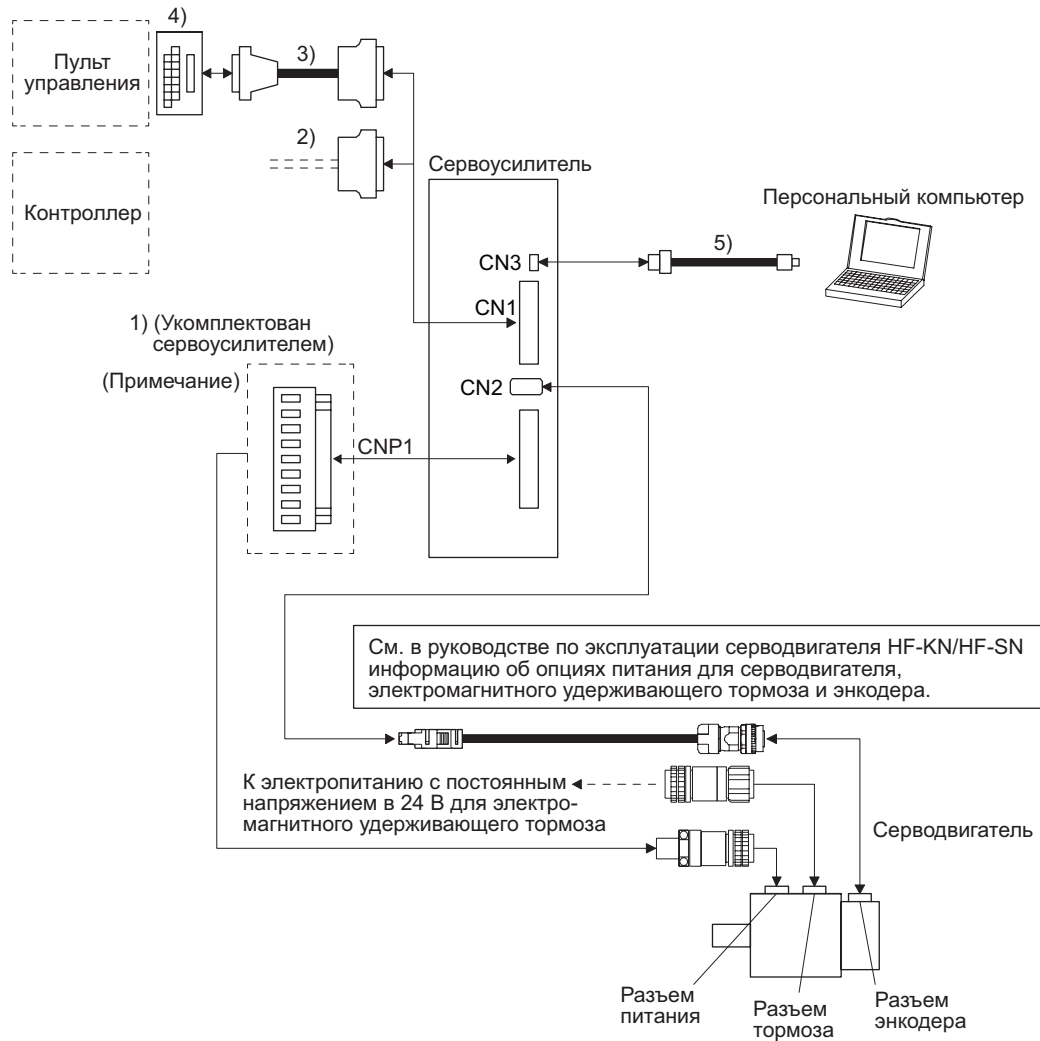 4)
Пульт
управления
3)
2)
Контроллер
Сервоусилитель
Персональный компьютер
5)
CN3
CN1
1) (Укомплектован
сервоусилителем)
(Примечание)
CN2
CNP1
См. в руководстве по эксплуатации серводвигателя HF-KN/HF-SN
информацию об опциях питания для серводвигателя,
электромагнитного удерживающего тормоза и энкодера.
К электропитанию с постоянным
напряжением в 24 В для электро-
магнитного удерживающего тормоза
Серводвигатель
Разъем
питания
Разъем
тормоза
Разъем
энкодера